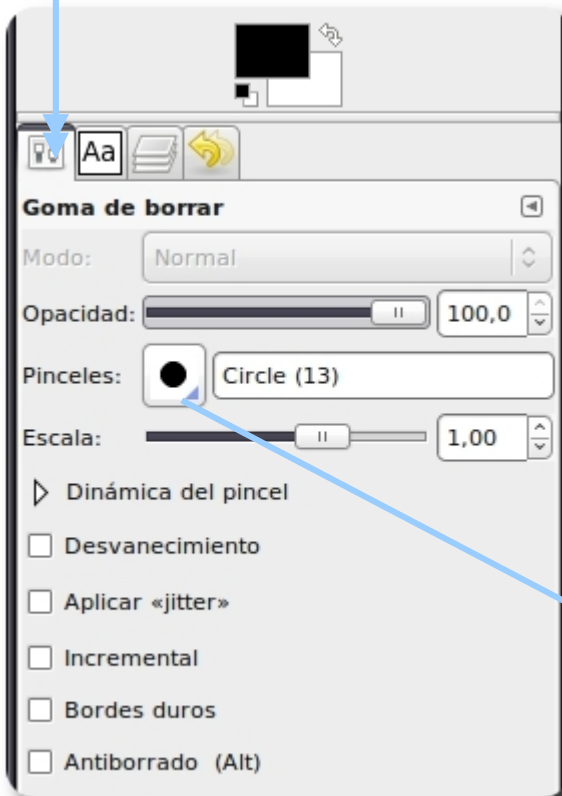 Aa
Goma de borrar
Modo: Normal
Opacidad: 100,0
Pinceles: Circle (13)
Escala: 1,00
Dinámica del pincel
Desvanecimiento
Aplicar «jitter»
Incremental
Bordes duros
Antiborrado (Alt)